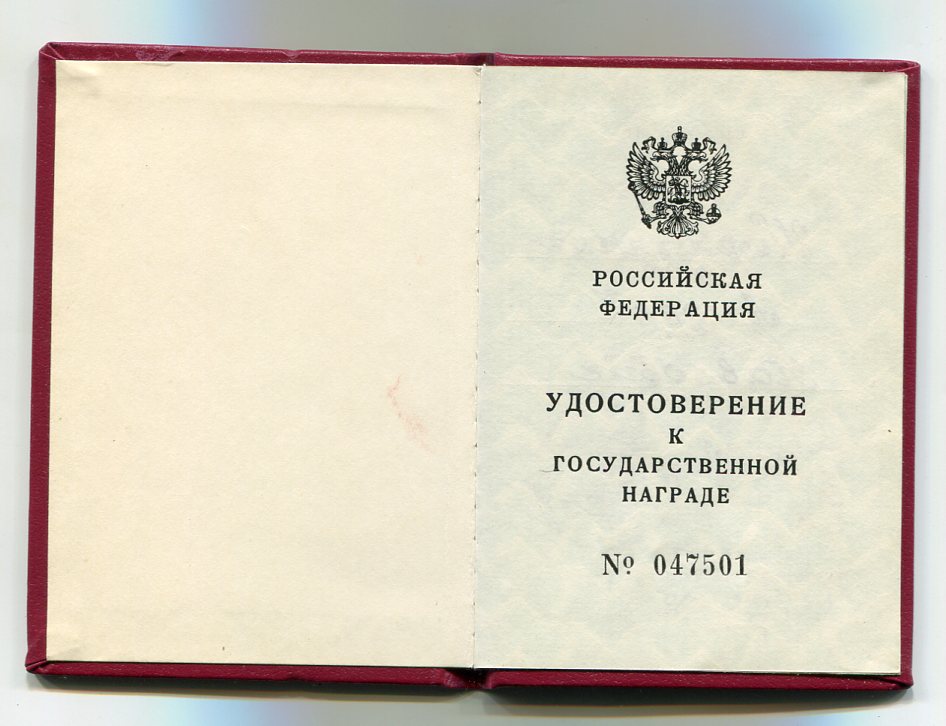 РОССИЙСКАЯ
ФЕДЕРАЦИЯ
УДОСТОВЕРЕНИЕ
К
ГОСУДАРСТВЕННОЙ
НАГРАДЕ
№ 047501